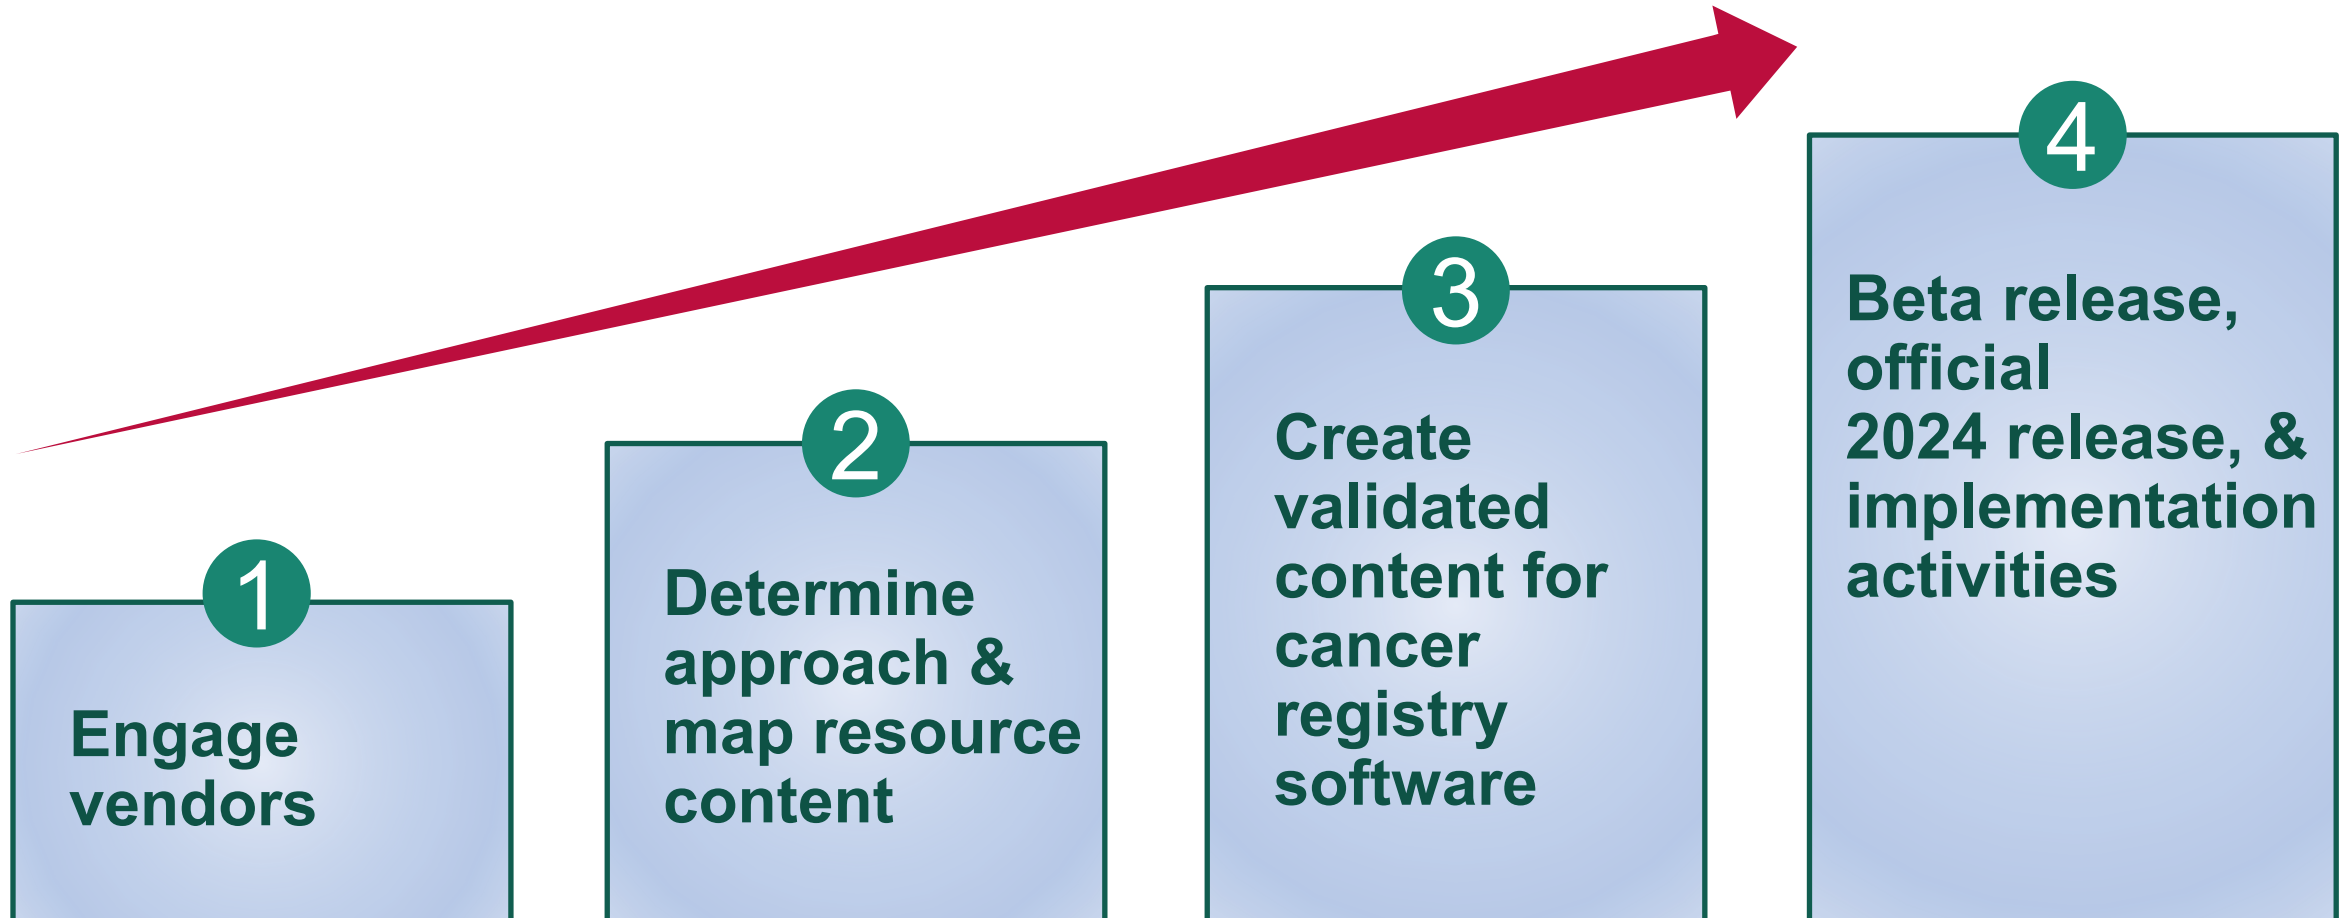 1
Engage
vendors
2
Determine
approach &
map resource
content
3
Create
validated
content for
cancer
registry
software
4
Beta release,
official
2024 release, &
implementation
activities